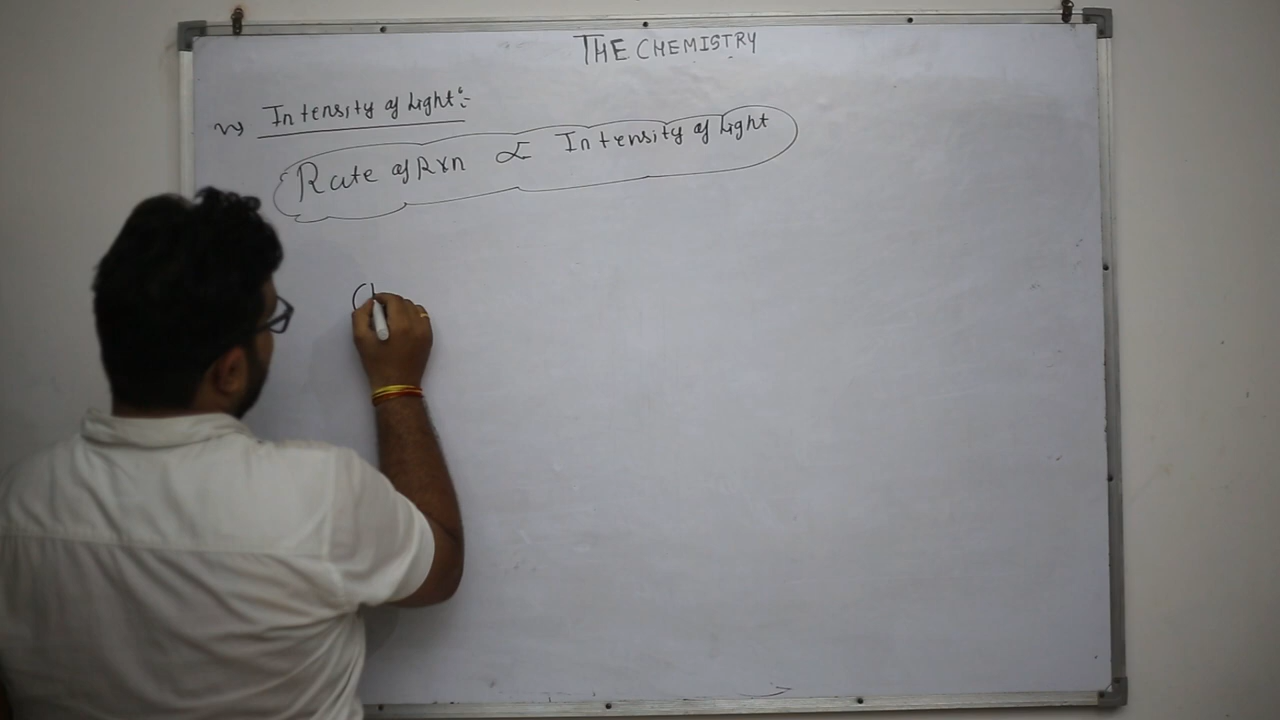 THE CHEMISTRY
v) Intensity of Light:-
Rate of Rxn ∝ Intensity of Light